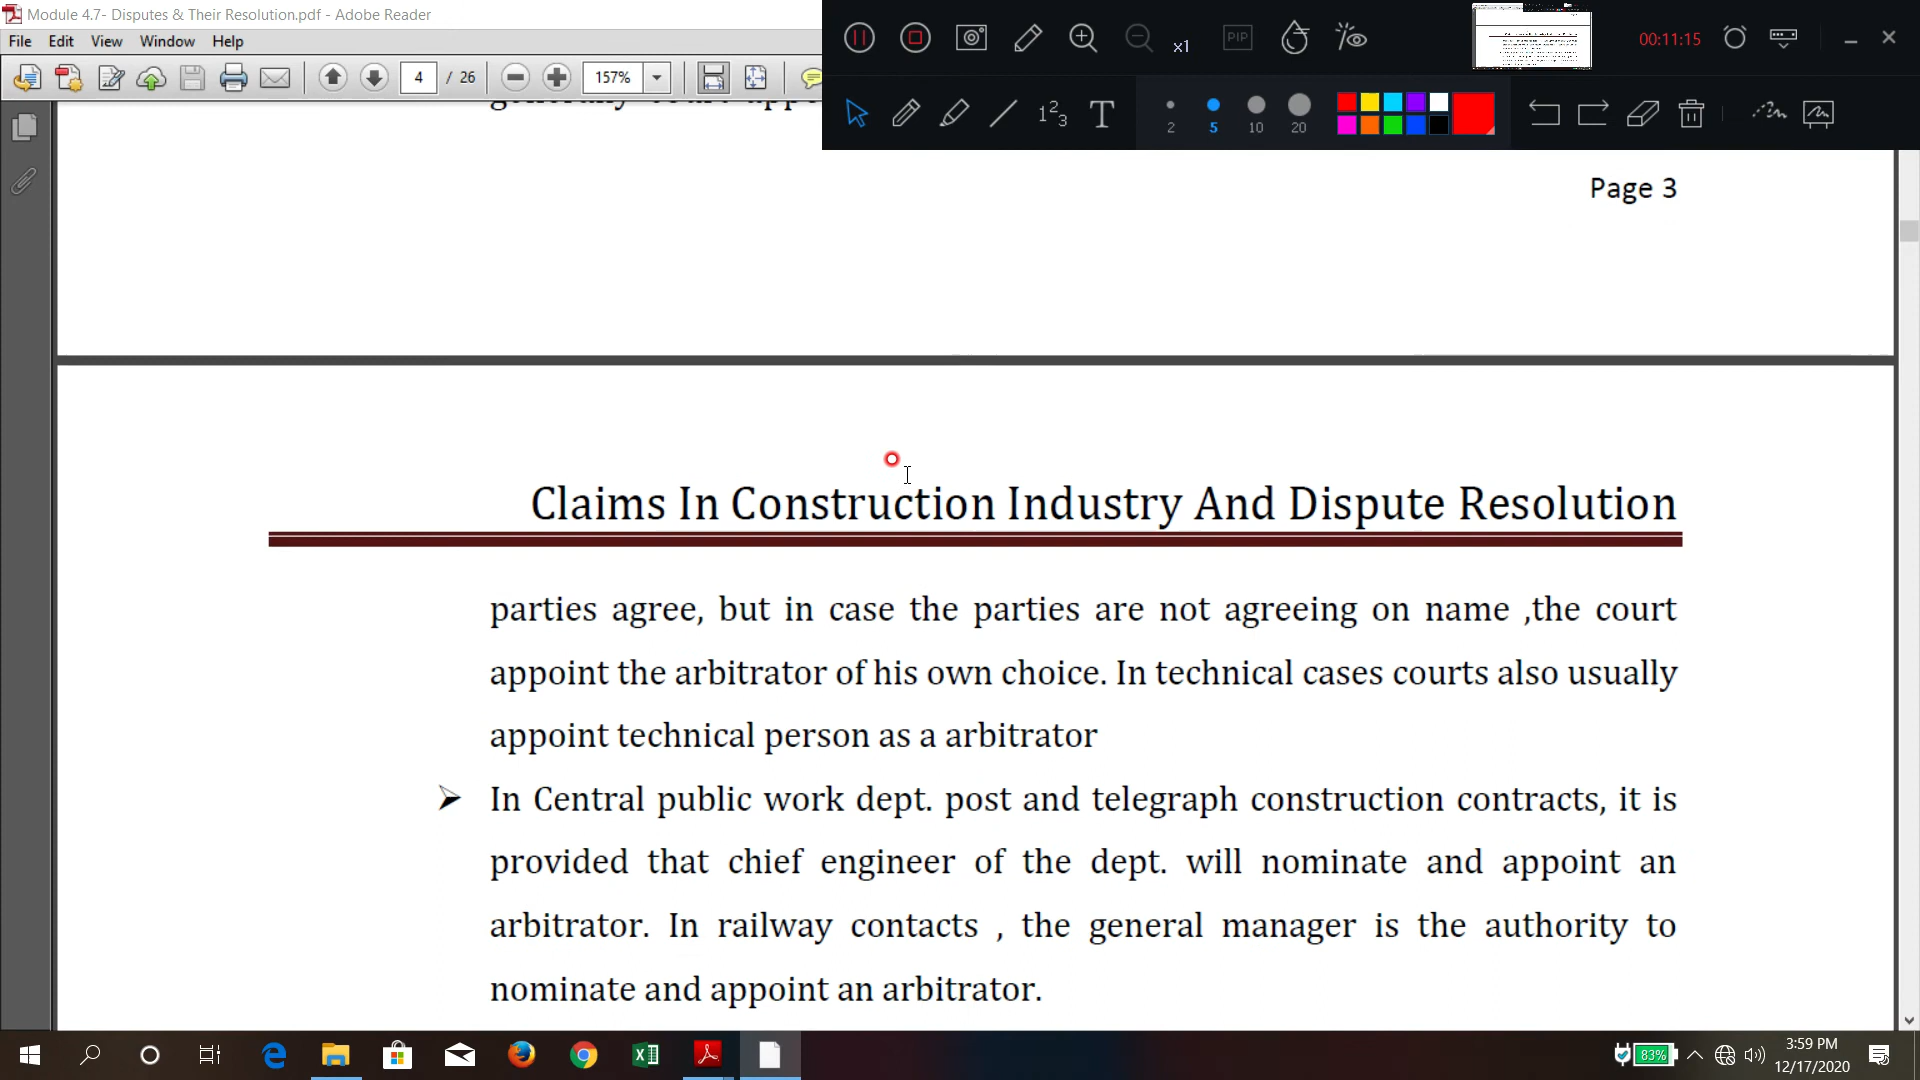 Module 4.7- Disputes & Their Resolution.pdf - Adobe Reader
File Edit View Window Help
4 / 26 157%
x1 PIP 00:11:15
1 2 3 T 2 5 10 20
Page 3
Claims In Construction Industry And Dispute Resolution
parties agree, but in case the parties are not agreeing on name ,the court
appoint the arbitrator of his own choice. In technical cases courts also usually
appoint technical person as a arbitrator
➢ In Central public work dept. post and telegraph construction contracts, it is
provided that chief engineer of the dept. will nominate and appoint an
arbitrator. In railway contacts , the general manager is the authority to
nominate and appoint an arbitrator.
83% 3:59 PM
12/17/2020